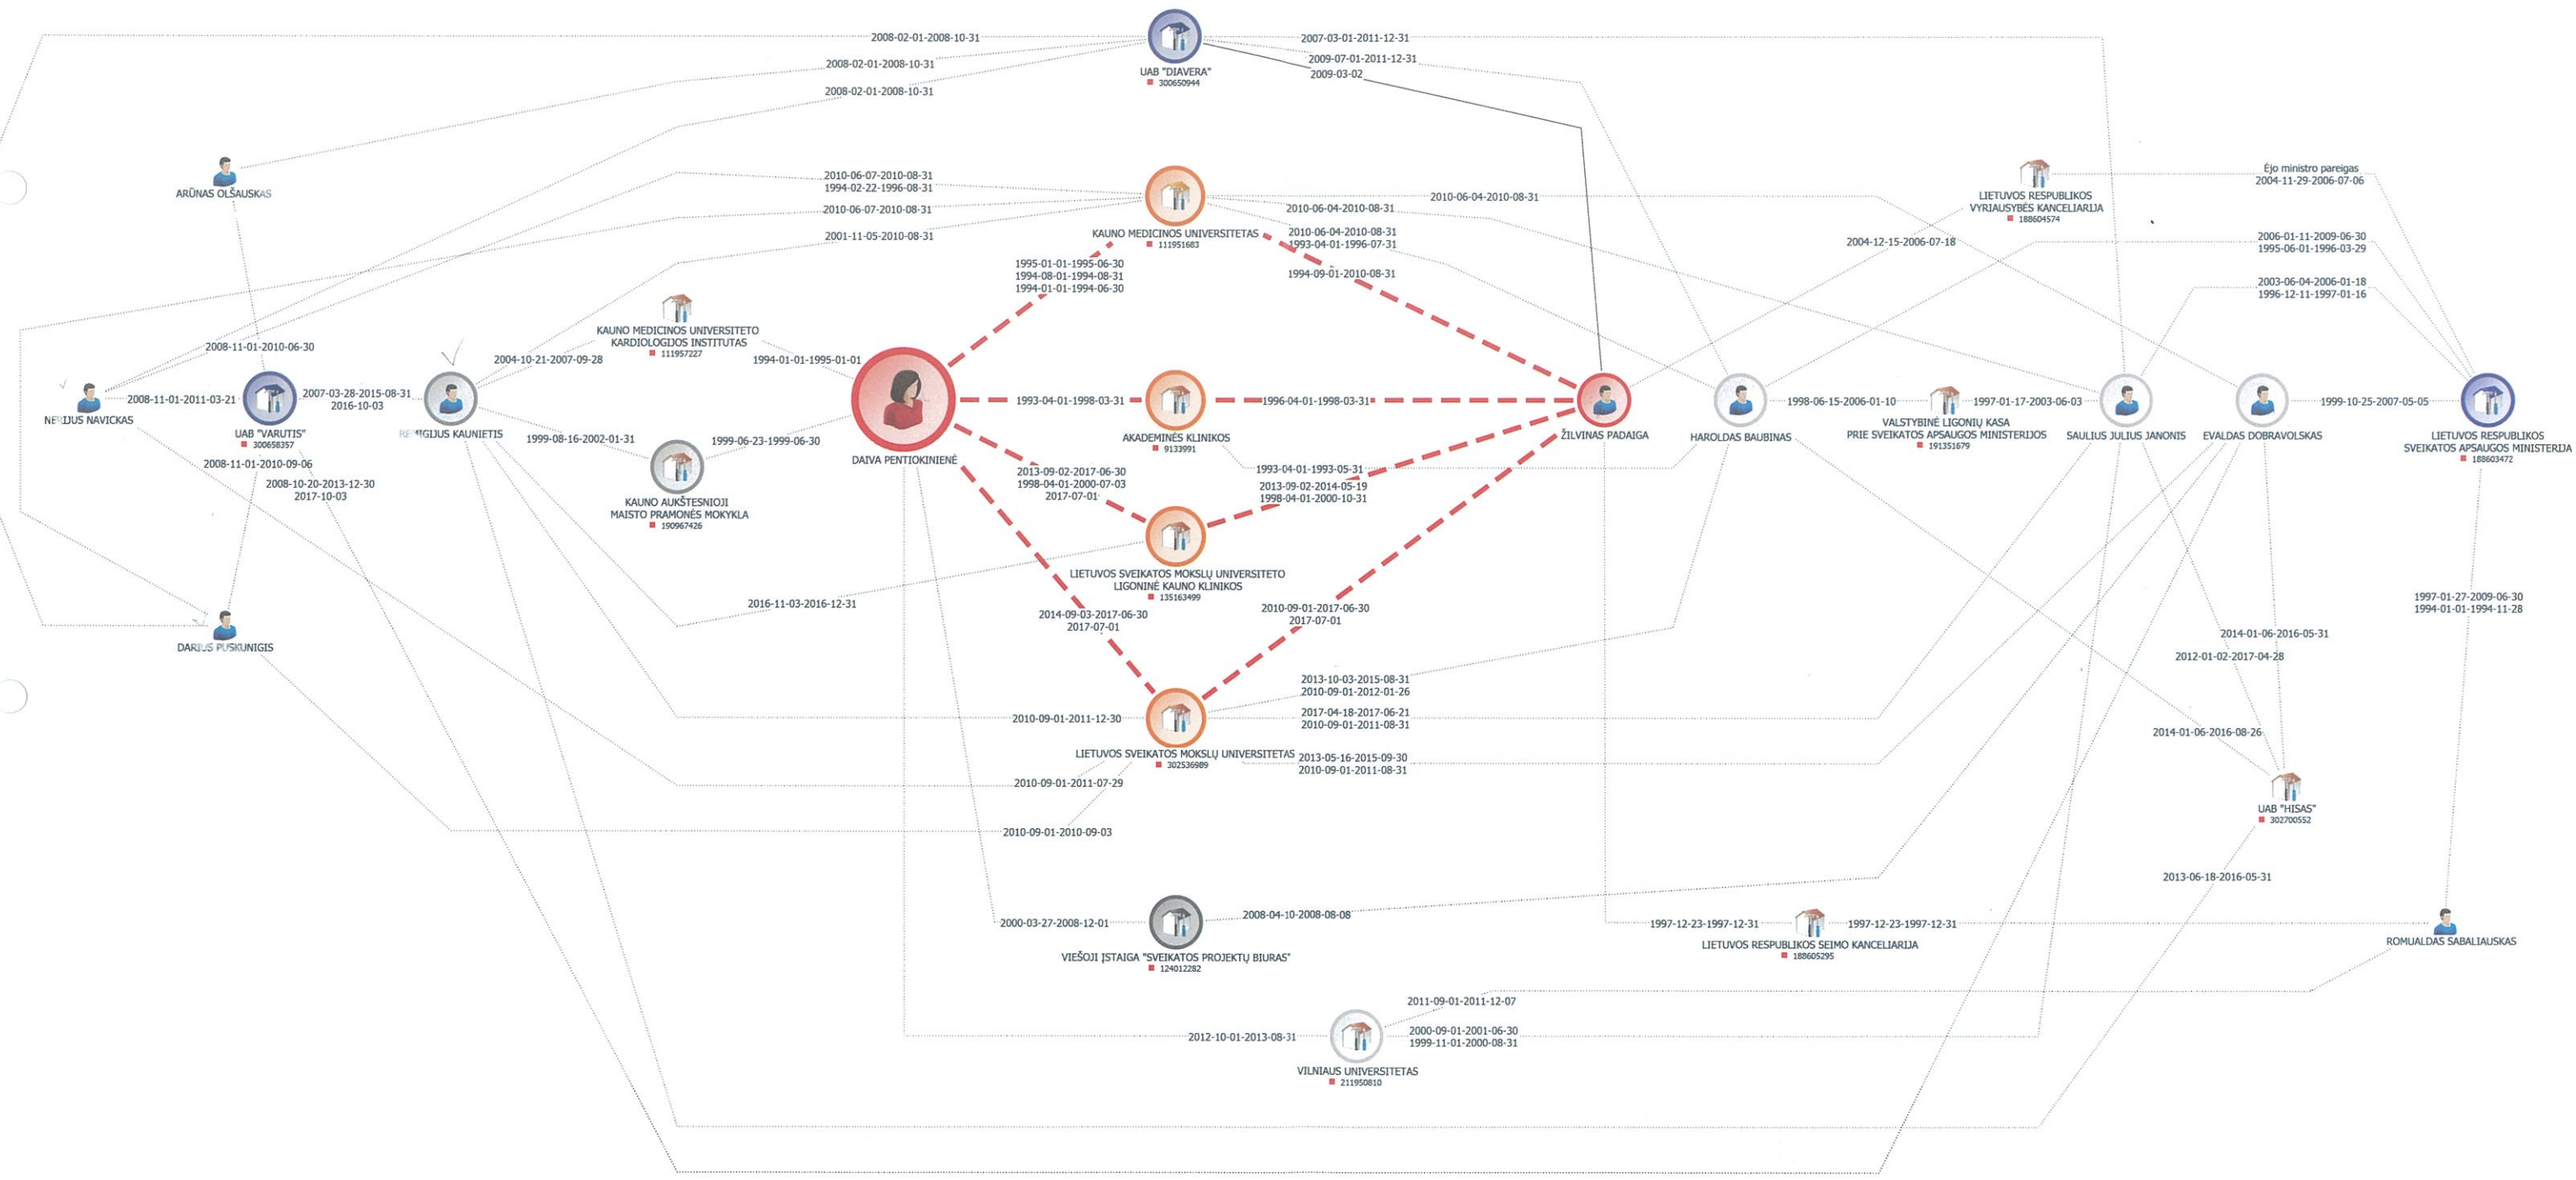 2008-02-01-2008-10-31
2007-03-01-2011-12-31
2008-02-01-2008-10-31
2009-07-01-2011-12-31
2009-03-02
UAB "DIAVERA"
300650944
2008-02-01-2008-10-31
ARŪNAS OLŠAUSKAS
2010-06-07-2010-08-31
1994-02-22-1996-08-31
2010-06-07-2010-08-31
2001-11-05-2010-08-31
KAUNO MEDICINOS UNIVERSITETAS
111951683
2010-06-04-2010-08-31
2010-06-04-2010-08-31
2010-06-04-2010-08-31
1993-04-01-1996-07-31
1994-09-01-2010-08-31
LIETUVOS RESPUBLIKOS
VYRIAUSYBĖS KANCELIARIJA
188604574
Ėjo ministro pareigas
2004-11-29-2006-07-06
2004-12-15-2006-07-18
2006-01-11-2009-06-30
1995-06-01-1996-03-29
2003-06-04-2006-01-18
1996-12-11-1997-01-16
1995-01-01-1995-06-30
1994-08-01-1994-08-31
1994-01-01-1994-06-30
KAUNO MEDICINOS UNIVERSITETO
KARDIOLOGIJOS INSTITUTAS
111957227
2008-11-01-2010-06-30
2004-10-21-2007-09-28
1994-01-01-1995-01-01
NERIJUS NAVICKAS
2008-11-01-2011-03-21
UAB "VARUTIS"
300658357
2007-03-28-2015-08-31
2016-10-03
REMIGIJUS KAUNIETIS
1999-08-16-2002-01-31
1999-06-23-1999-06-30
KAUNO AUKŠTESNIOJI
MAISTO PRAMONĖS MOKYKLA
190967426
DAIVA PENTIOKINIENĖ
1993-04-01-1998-03-31
AKADEMINĖS KLINIKOS
9133991
1996-04-01-1998-03-31
ŽILVINAS PADAIGA
HAROLDAS BAUBINAS
1998-06-15-2006-01-10
VALSTYBINĖ LIGONIŲ KASA
PRIE SVEIKATOS APSAUGOS MINISTERIJOS
191351679
1997-01-17-2003-06-03
SAULIUS JULIUS JANONIS
EVALDAS DOBRAVOLSKAS
1999-10-25-2007-05-05
LIETUVOS RESPUBLIKOS
SVEIKATOS APSAUGOS MINISTERIJA
188603472
2008-11-01-2010-09-06
2008-10-20-2013-12-30
2017-10-03
2013-09-02-2017-06-30
1998-04-01-2000-07-03
2017-07-01
1993-04-01-1993-05-31
2013-09-02-2014-05-19
1998-04-01-2000-10-31
LIETUVOS SVEIKATOS MOKSLŲ UNIVERSITETO
LIGONINĖ KAUNO KLINIKOS
135163499
2016-11-03-2016-12-31
2014-09-03-2017-06-30
2017-07-01
2010-09-01-2017-06-30
2017-07-01
1997-01-27-2009-06-30
1994-01-01-1994-11-28
2014-01-06-2016-05-31
2012-01-02-2017-04-28
DARIUS PUSKUNIGIS
2013-10-03-2015-08-31
2010-09-01-2012-01-26
2010-09-01-2011-12-30
2017-04-18-2017-06-21
2010-09-01-2011-08-31
LIETUVOS SVEIKATOS MOKSLŲ UNIVERSITETAS
302536989
2013-05-16-2015-09-30
2010-09-01-2011-08-31
2014-01-06-2016-08-26
2010-09-01-2011-07-29
UAB "HISAS"
302700552
2010-09-01-2010-09-03
2013-06-18-2016-05-31
2000-03-27-2008-12-01
2008-04-10-2008-08-08
VIEŠOJI ĮSTAIGA "SVEIKATOS PROJEKTŲ BIURAS"
124012282
1997-12-23-1997-12-31
LIETUVOS RESPUBLIKOS SEIMO KANCELIARIJA
188605295
1997-12-23-1997-12-31
ROMUALDAS SABALIAUSKAS
2011-09-01-2011-12-07
2012-10-01-2013-08-31
2000-09-01-2001-06-30
1999-11-01-2000-08-31
VILNIAUS UNIVERSITETAS
211950810